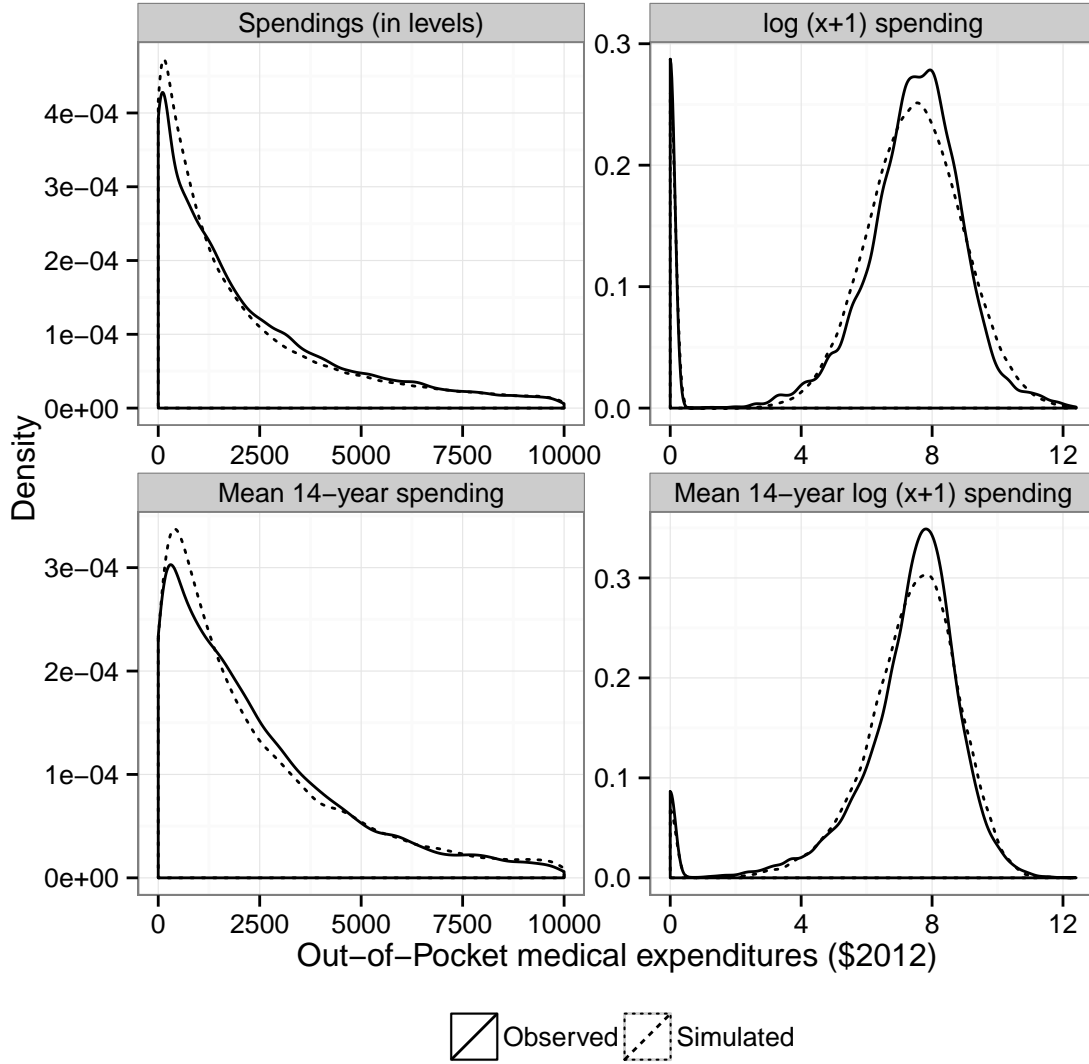 Spendings (in levels)
log (x+1) spending
4e−04
3e−04
2e−04
1e−04
0e+00
0.3
0.2
0.1
0.0
0 2500 5000 7500 10000
0 4 8 12
Density
Mean 14−year spending
Mean 14−year log (x+1) spending
3e−04
2e−04
1e−04
0e+00
0.3
0.2
0.1
0.0
0 2500 5000 7500 10000
0 4 8 12
Out−of−Pocket medical expenditures ($2012)
Observed Simulated